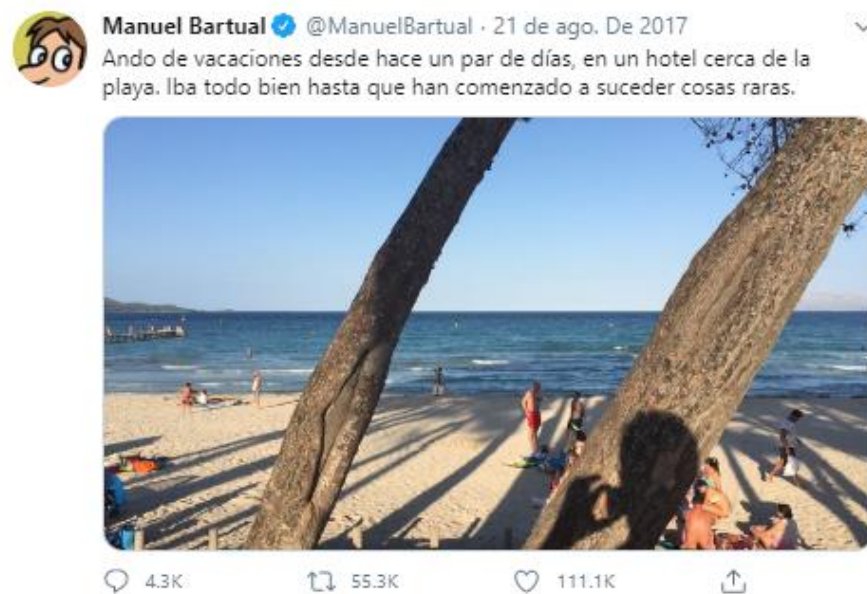 Manuel Bartual @ManuelBartual · 21 de ago. De 2017
Ando de vacaciones desde hace un par de días, en un hotel cerca de la
playa. Iba todo bien hasta que han comenzado a suceder cosas raras.
4.3K 55.3K 111.1K